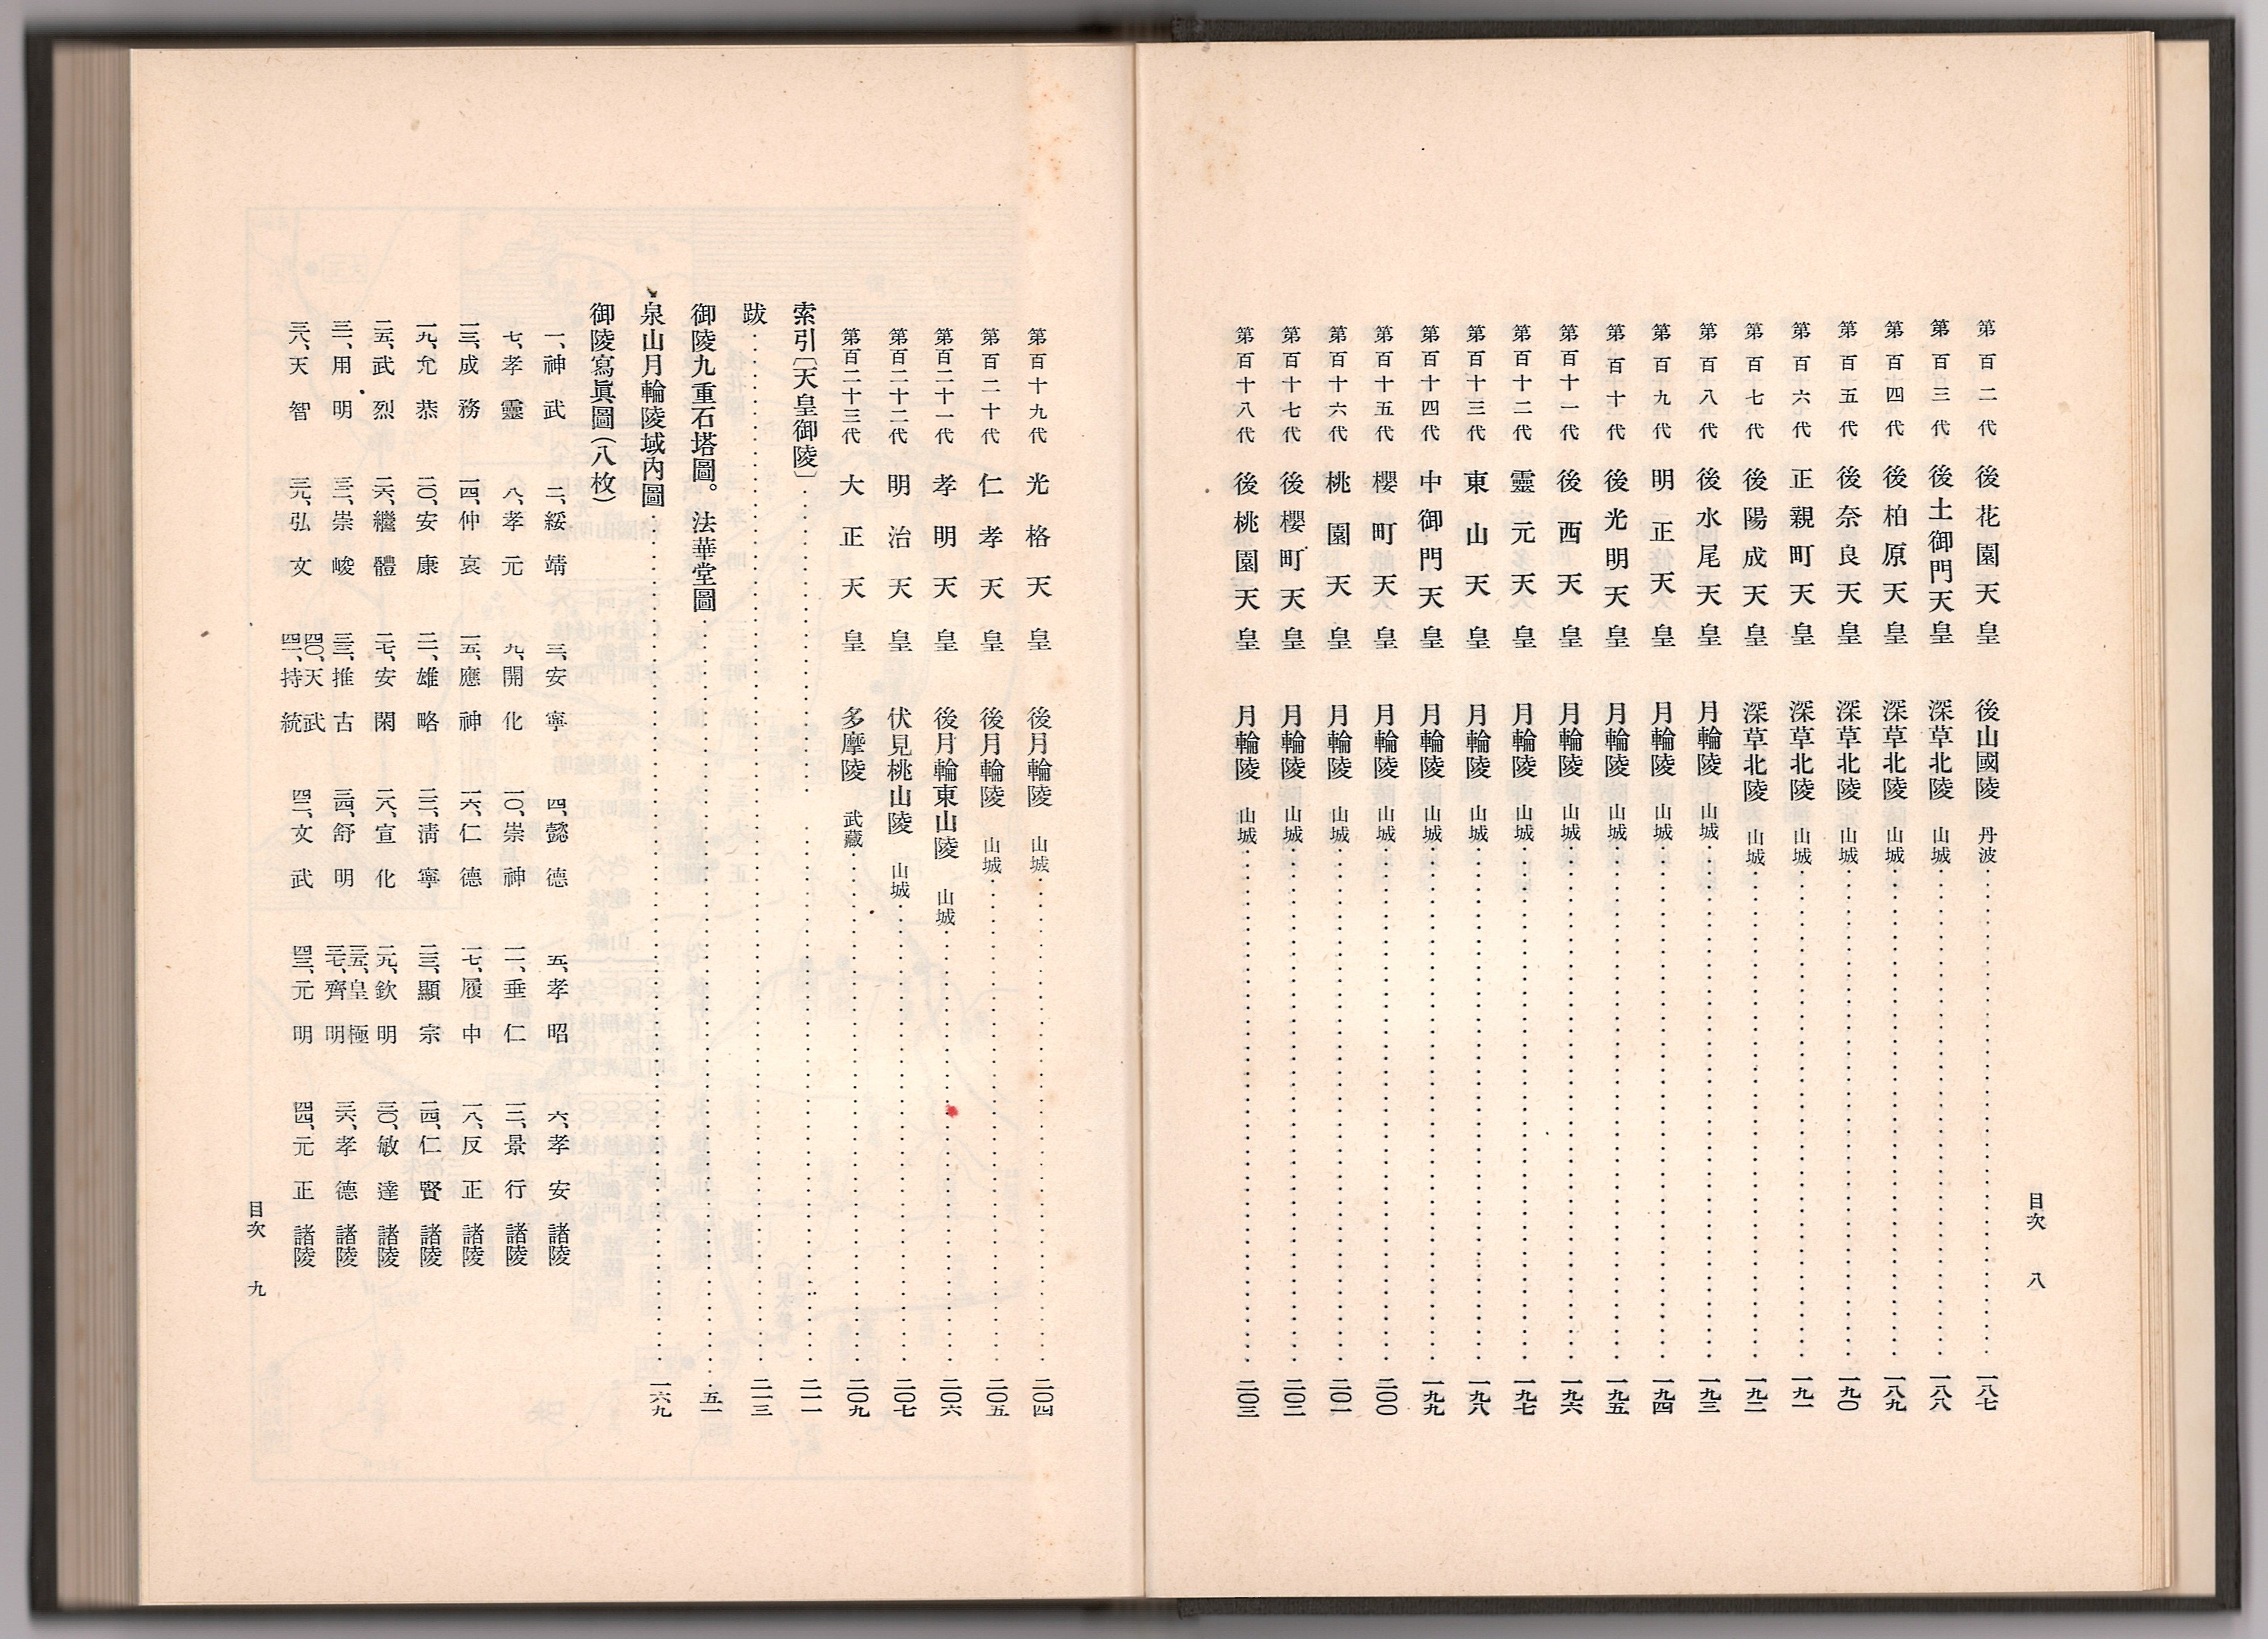 第百二代 後花園天皇 後山國陵 丹波 一八七
第百三代 後土御門天皇 深草北陵 山城 一八八
第百四代 後柏原天皇 深草北陵 山城 一八九
第百五代 後奈良天皇 深草北陵 山城 一九〇
第百六代 正親町天皇 深草北陵 山城 一九一
第百七代 後陽成天皇 深草北陵 山城 一九二
第百八代 後水尾天皇 月輪陵 山城 一九三
第百九代 明正天皇 月輪陵 山城 一九四
第百十代 後光明天皇 月輪陵 山城 一九五
第百十一代 後西天皇 月輪陵 山城 一九六
第百十二代 靈元天皇 月輪陵 山城 一九七
第百十三代 東山天皇 月輪陵 山城 一九八
第百十四代 中御門天皇 月輪陵 山城 一九九
第百十五代 櫻町天皇 月輪陵 山城 二〇〇
第百十六代 桃園天皇 月輪陵 山城 二〇一
第百十七代 後櫻町天皇 月輪陵 山城 二〇二
第百十八代 後桃園天皇 月輪陵 山城 二〇三
目次 八
第百十九代 光格天皇 後月輪陵 山城 二〇四
第百二十代 仁孝天皇 後月輪陵 山城 二〇五
第百二十一代 孝明天皇 後月輪東山陵 山城 二〇六
第百二十二代 明治天皇 伏見桃山陵 山城 二〇七
第百二十三代 大正天皇 多摩陵 武藏 二〇九
索引〔天皇御陵〕 二一一
跋 二一三
御陵九重石塔圖。法華堂圖 五一
泉山月輪陵域內圖 一六九
御陵寫眞圖(八枚)
一、神武 二、綏靖 三、安寧 四、懿德 五、孝昭 六、孝安 諸陵
七、孝靈 八、孝元 九、開化 一〇、崇神 一一、垂仁 一二、景行 諸陵
一三、成務 一四、仲哀 一五、應神 一六、仁德 一七、履中 一八、反正 諸陵
一九、允恭 二〇、安康 二一、雄略 二二、淸寧 二三、顯宗 二四、仁賢 諸陵
二五、武烈 二六、繼體 二七、安閑 二八、宣化 二九、欽明 三〇、敏達 諸陵
三一、用明 三二、崇峻 三三、推古 三四、舒明 三五、皇極 三七、齊明 三六、孝德 諸陵
三八、天智 三九、弘文 四〇、天武 四一、持統 四二、文武 四三、元明 四四、元正 諸陵
目次 九